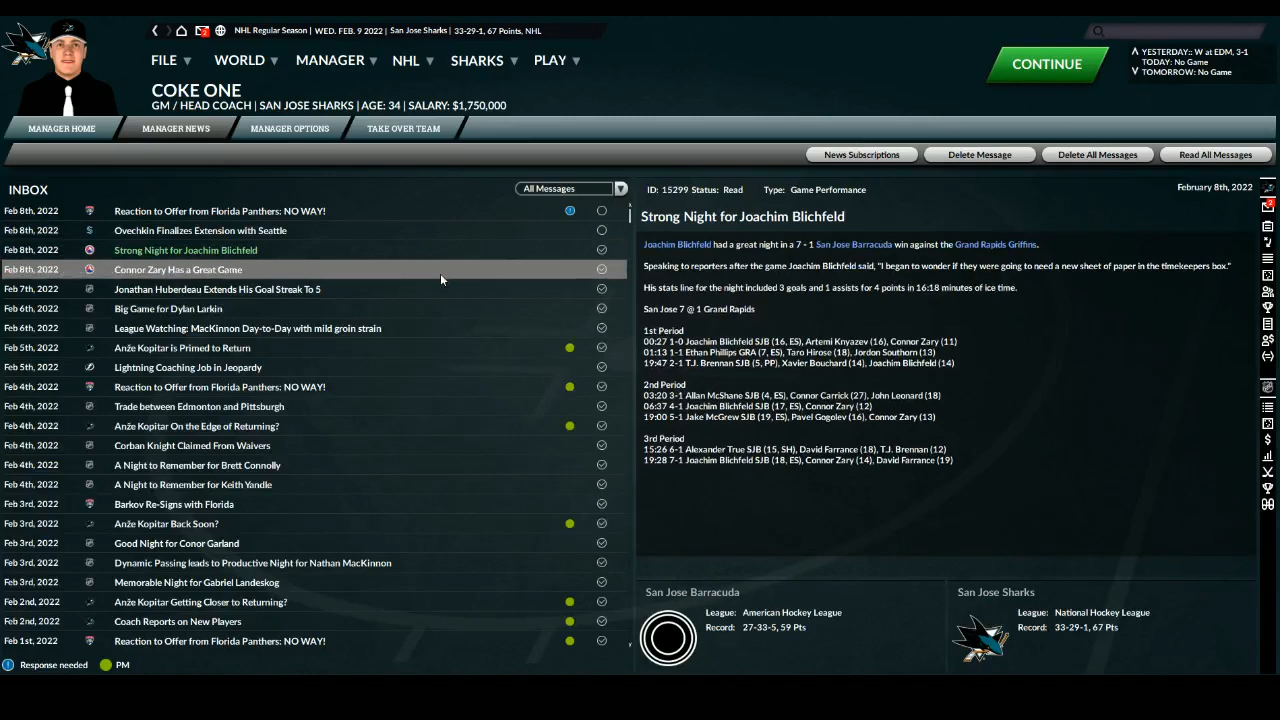 NHL Regular Season | WED. FEB. 9 2022 | San Jose Sharks | 33-29-1, 67 Points, NHL
FILE WORLD MANAGER NHL SHARKS PLAY
CONTINUE
YESTERDAY:: W at EDM, 3-1
TODAY: No Game
TOMORROW: No Game
COKE ONE
GM / HEAD COACH | SAN JOSE SHARKS | AGE: 34 | SALARY: $1,750,000
MANAGER HOME MANAGER NEWS MANAGER OPTIONS TAKE OVER TEAM
News Subscriptions Delete Message Delete All Messages Read All Messages
INBOX All Messages
Feb 8th, 2022 Reaction to Offer from Florida Panthers: NO WAY!
Feb 8th, 2022 Ovechkin Finalizes Extension with Seattle
Feb 8th, 2022 Strong Night for Joachim Blichfeld
Feb 8th, 2022 Connor Zary Has a Great Game
Feb 7th, 2022 Jonathan Huberdeau Extends His Goal Streak To 5
Feb 6th, 2022 Big Game for Dylan Larkin
Feb 6th, 2022 League Watching: MacKinnon Day-to-Day with mild groin strain
Feb 5th, 2022 Anže Kopitar is Primed to Return
Feb 5th, 2022 Lightning Coaching Job in Jeopardy
Feb 4th, 2022 Reaction to Offer from Florida Panthers: NO WAY!
Feb 4th, 2022 Trade between Edmonton and Pittsburgh
Feb 4th, 2022 Anže Kopitar On the Edge of Returning?
Feb 4th, 2022 Corban Knight Claimed From Waivers
Feb 4th, 2022 A Night to Remember for Brett Connolly
Feb 4th, 2022 A Night to Remember for Keith Yandle
Feb 3rd, 2022 Barkov Re-Signs with Florida
Feb 3rd, 2022 Anže Kopitar Back Soon?
Feb 3rd, 2022 Good Night for Conor Garland
Feb 3rd, 2022 Dynamic Passing leads to Productive Night for Nathan MacKinnon
Feb 3rd, 2022 Memorable Night for Gabriel Landeskog
Feb 2nd, 2022 Anže Kopitar Getting Closer to Returning?
Feb 2nd, 2022 Coach Reports on New Players
Feb 1st, 2022 Reaction to Offer from Florida Panthers: NO WAY!
Response needed PM
ID: 15299 Status: Read Type: Game Performance February 8th, 2022
Strong Night for Joachim Blichfeld
Joachim Blichfeld had a great night in a 7 - 1 San Jose Barracuda win against the Grand Rapids Griffins.
Speaking to reporters after the game Joachim Blichfeld said, "I began to wonder if they were going to need a new sheet of paper in the timekeepers box."
His stats line for the night included 3 goals and 1 assists for 4 points in 16:18 minutes of ice time.
San Jose 7 @ 1 Grand Rapids
1st Period
00:27 1-0 Joachim Blichfeld SJB (16, ES), Artemi Knyazev (16), Connor Zary (11)
01:13 1-1 Ethan Phillips GRA (7, ES), Taro Hirose (18), Jordon Southorn (13)
19:47 2-1 T.J. Brennan SJB (5, PP), Xavier Bouchard (14), Joachim Blichfeld (14)
2nd Period
03:20 3-1 Allan McShane SJB (4, ES), Connor Carrick (27), John Leonard (18)
06:37 4-1 Joachim Blichfeld SJB (17, ES), Connor Zary (12)
19:00 5-1 Jake McGrew SJB (19, ES), Pavel Gogolev (16), Connor Zary (13)
3rd Period
15:26 6-1 Alexander True SJB (15, SH), David Farrance (18), T.J. Brennan (12)
19:28 7-1 Joachim Blichfeld SJB (18, ES), Connor Zary (14), David Farrance (19)
San Jose Barracuda
League: American Hockey League
Record: 27-33-5, 59 Pts
San Jose Sharks
League: National Hockey League
Record: 33-29-1, 67 Pts